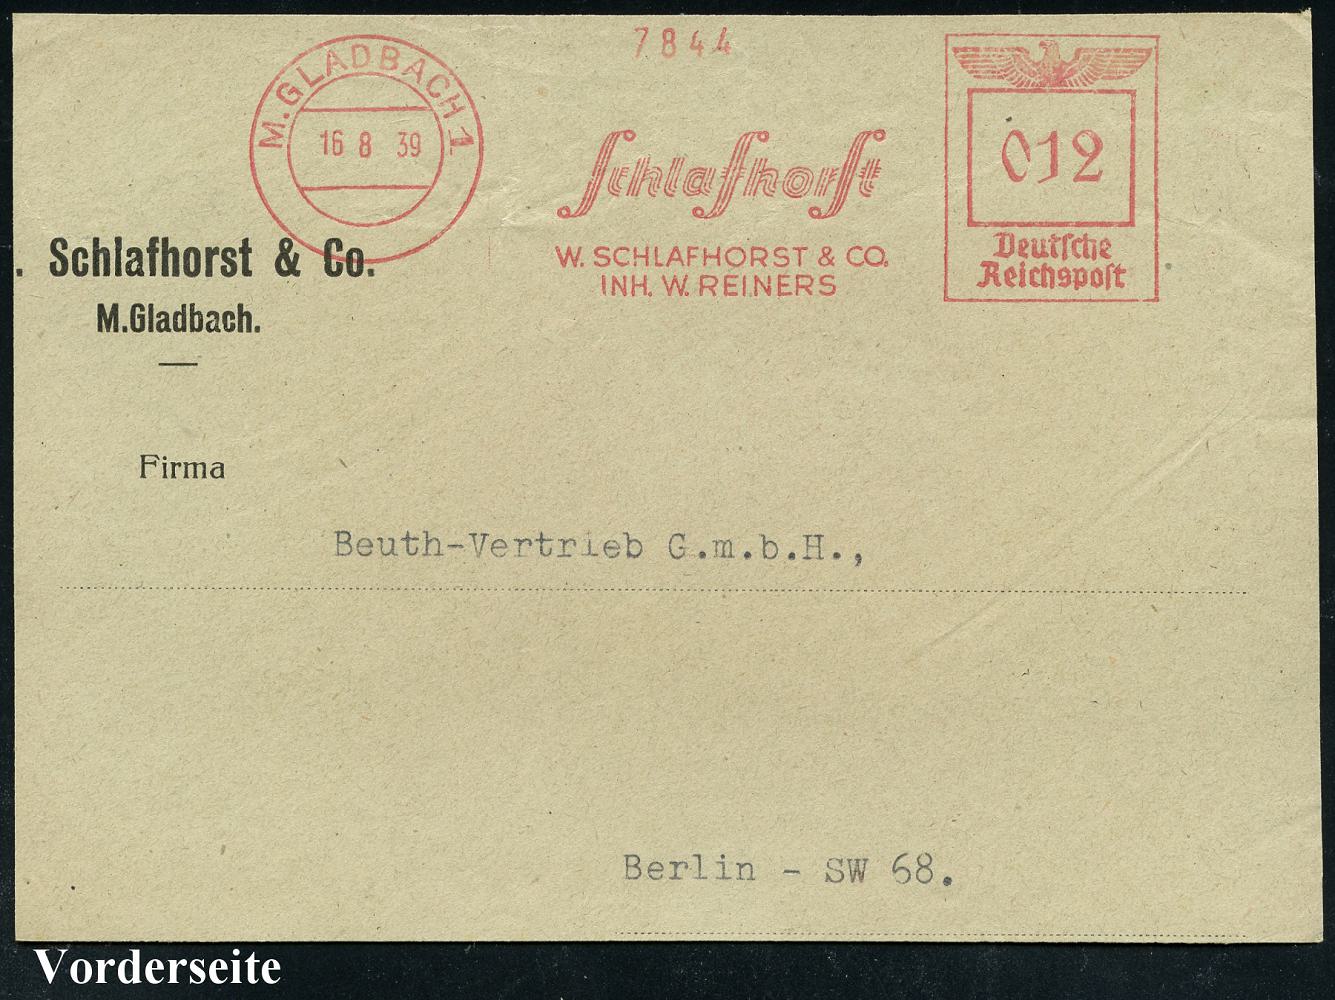 7844
M.GLADBACH 1
16 8 39
Schlafhorst
W. SCHLAFHORST & CO.
INH. W. REINERS
012
Deutsche
Reichspost
. Schlafhorst & Co.
M.Gladbach.
Firma
Beuth-Vertrieb G.m.b.H.,
Berlin - SW 68.
Vorderseite